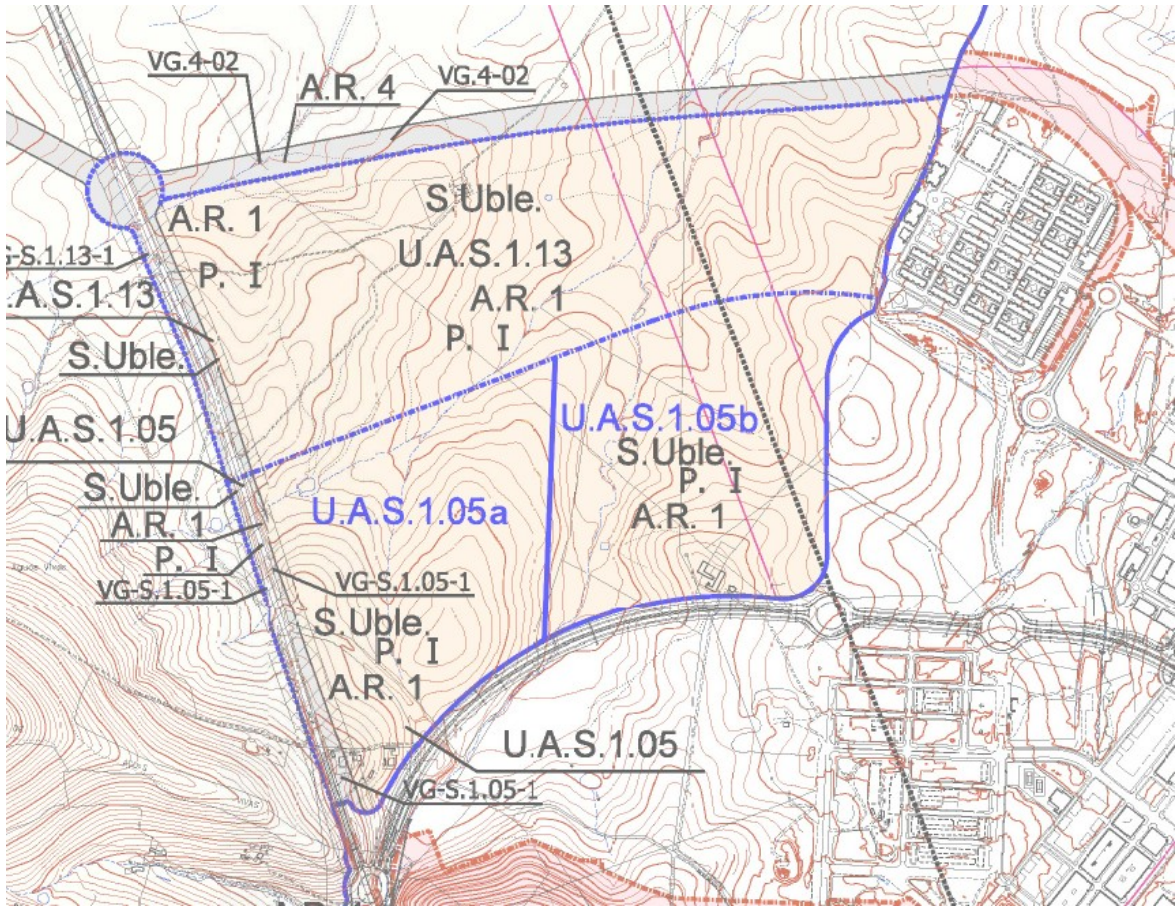 VG.4-02
A.R. 4
VG.4-02
S.Uble.
A.R. 1
U.A.S.1.13
G-S.1.13-1
P. I
A.R. 1
.A.S.1.13
P. I
S.Uble.
U.A.S.1.05b
U.A.S.1.05
S.Uble.
P. I
S.Uble.
U.A.S.1.05a
A.R. 1
A.R. 1
P. I
VG-S.1.05-1
VG-S.1.05-1
S.Uble.
P. I
A.R. 1
U.A.S.1.05
VG-S.1.05-1